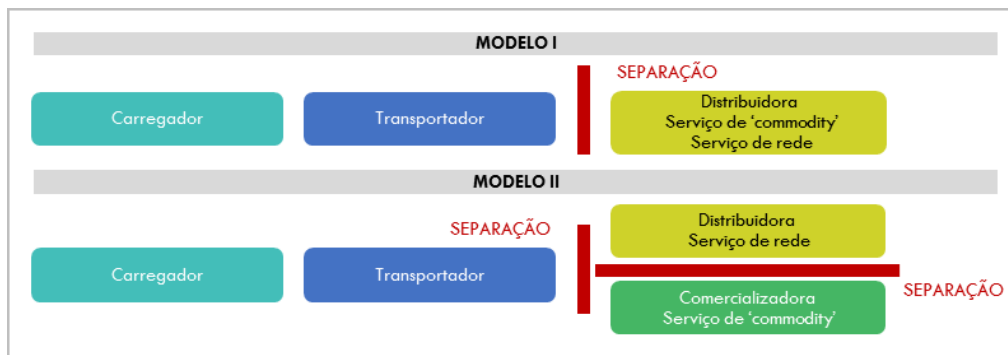 MODELO I
SEPARAÇÃO
Carregador
Transportador
Distribuidora
Serviço de ‘commodity’
Serviço de rede
MODELO II
SEPARAÇÃO
Carregador
Transportador
Distribuidora
Serviço de rede
SEPARAÇÃO
Comercializadora
Serviço de ‘commodity’